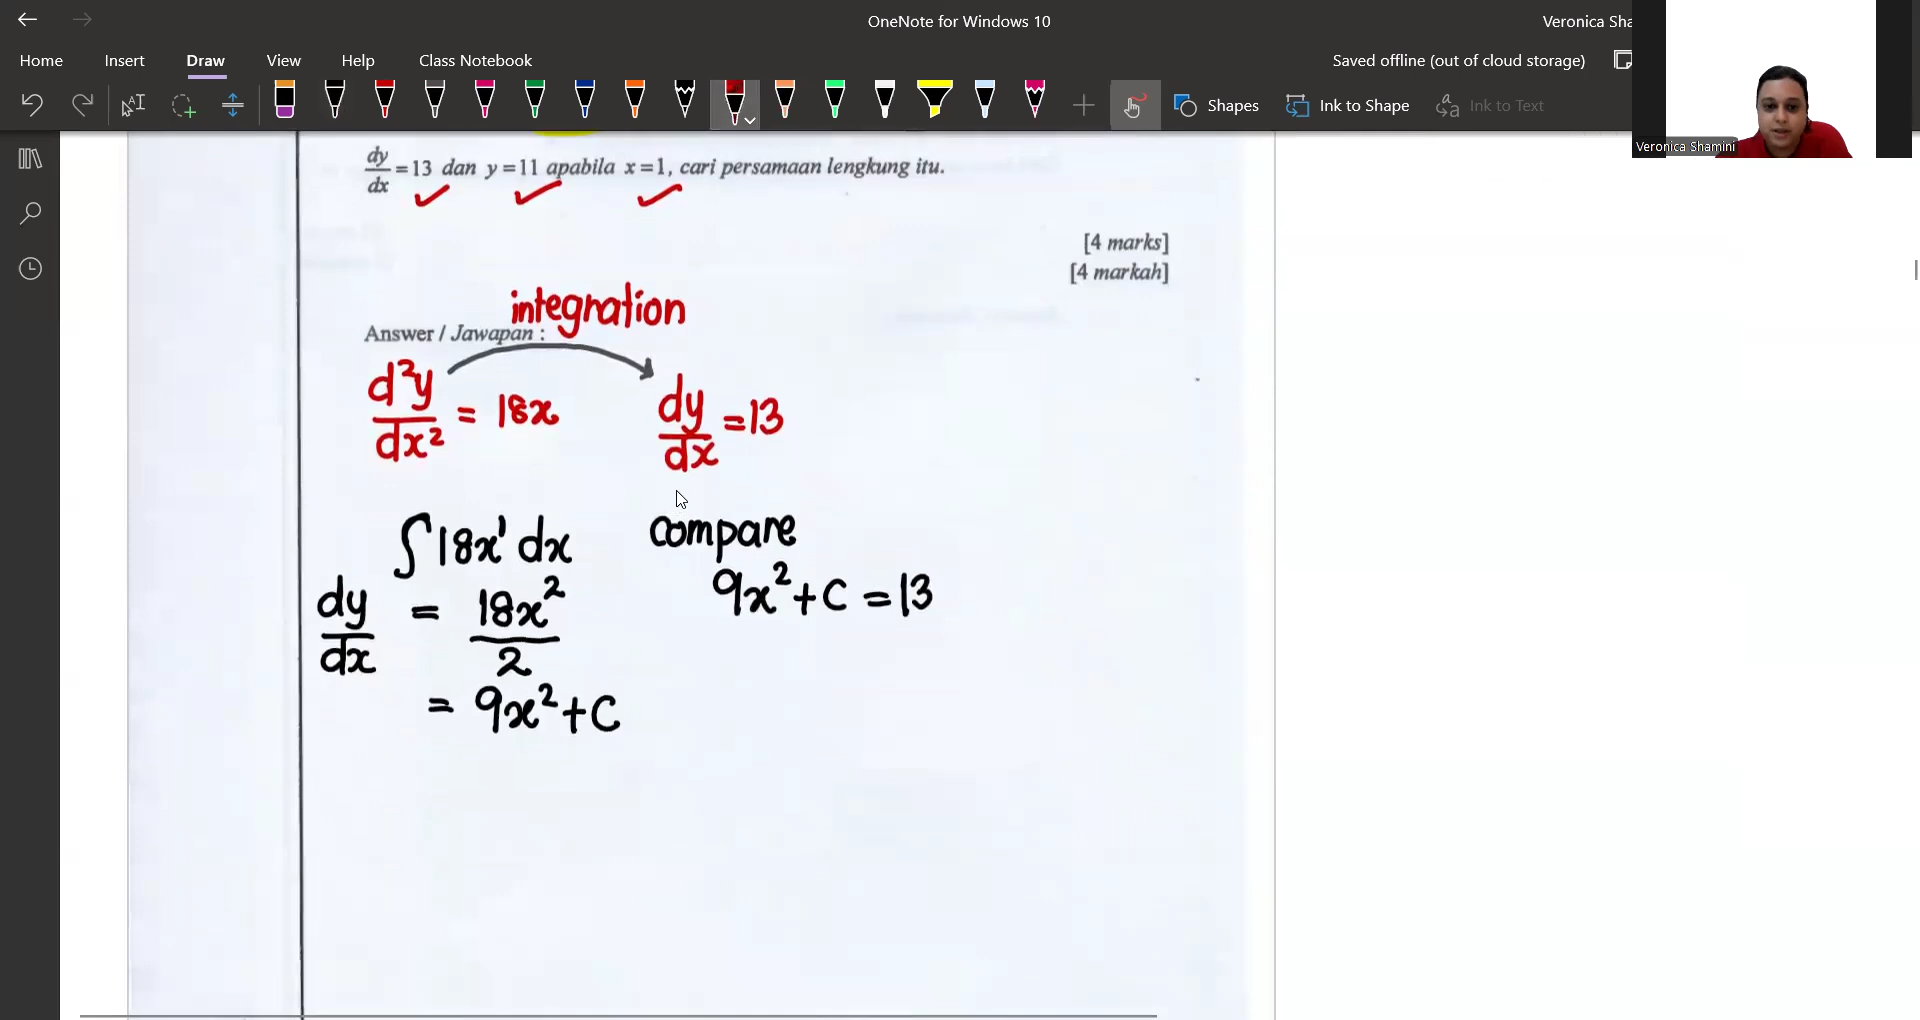 OneNote for Windows 10
Veronica Sha
Home Insert Draw View Help Class Notebook
Saved offline (out of cloud storage)
Shapes Ink to Shape Ink to Text
Veronica Shamini
dy/dx = 13 dan y = 11 apabila x = 1, cari persamaan lengkung itu.
[4 marks]
[4 markah]
integration
Answer / Jawapan :
d²y/dx² = 18x dy/dx = 13
∫18x¹ dx compare
dy/dx = 18x²/2 9x² + C = 13
= 9x² + C